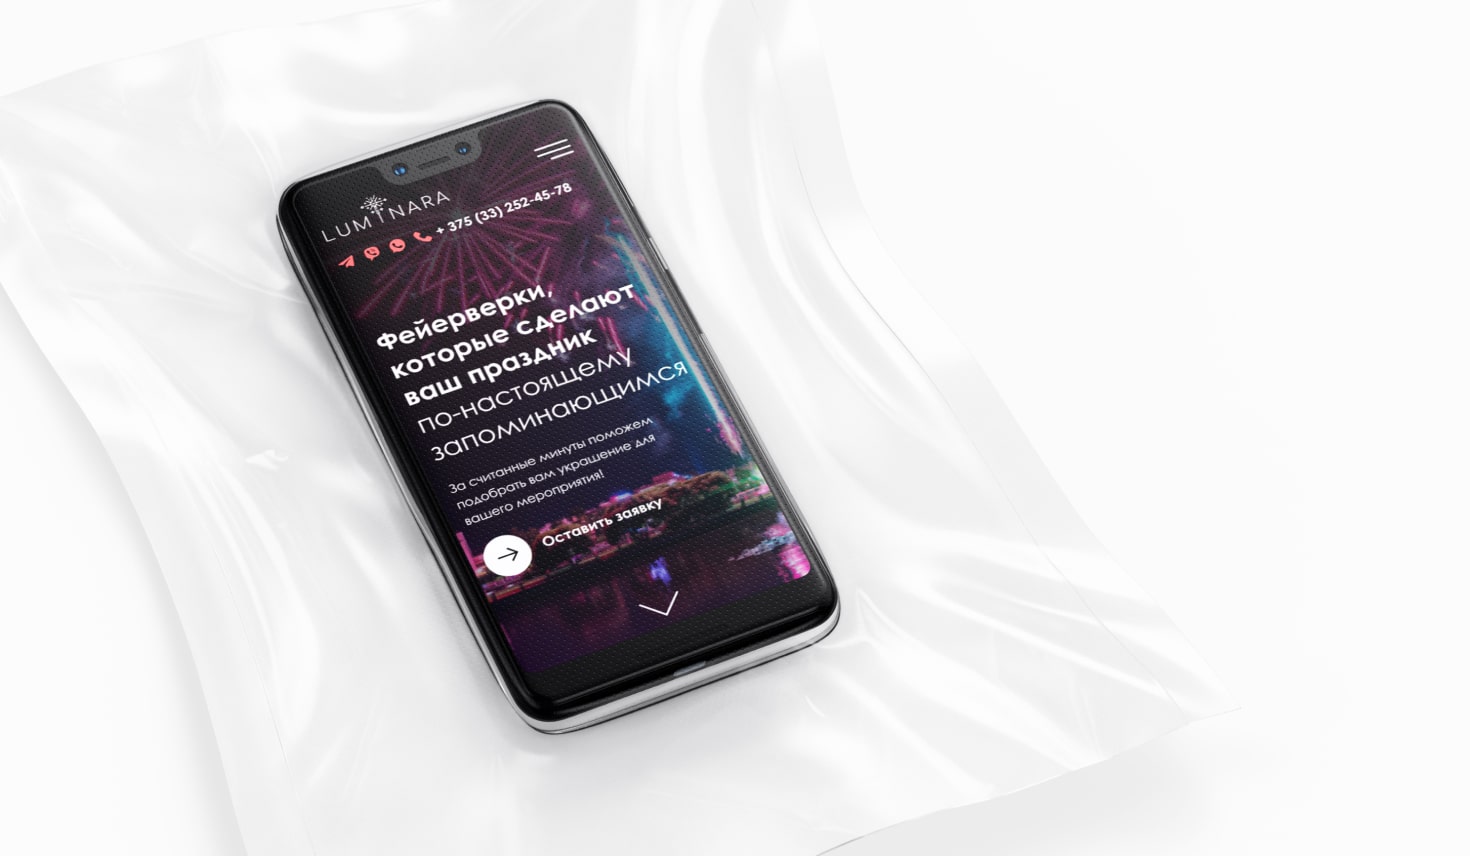 LUMINARA
+ 375 (33) 252-45-78
Фейерверки,
которые сделают
ваш праздник
по-настоящему
запоминающимся
За считанные минуты поможем
подобрать вам украшение для
вашего мероприятия!
Оставить заявку